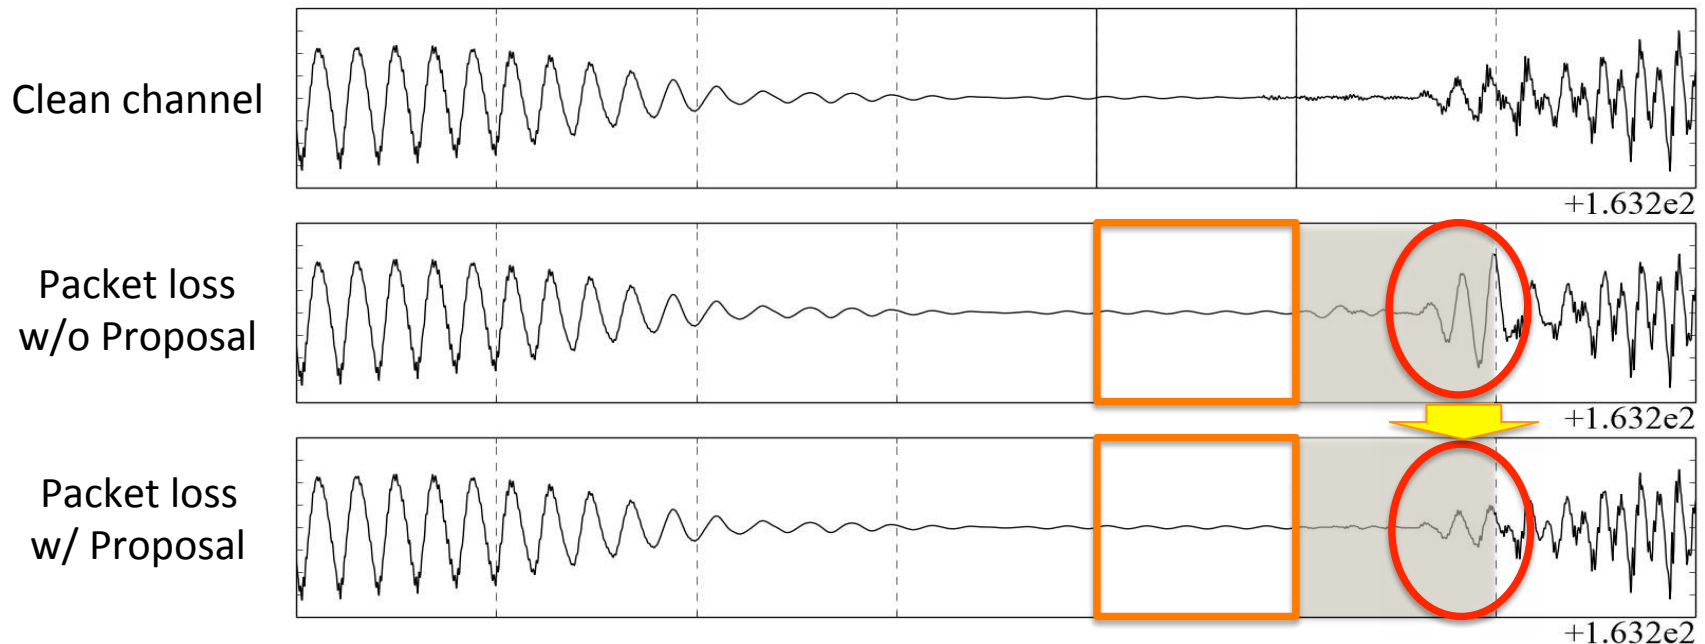 Clean channel
+1.632e2
Packet loss
w/o Proposal
+1.632e2
Packet loss
w/ Proposal
+1.632e2